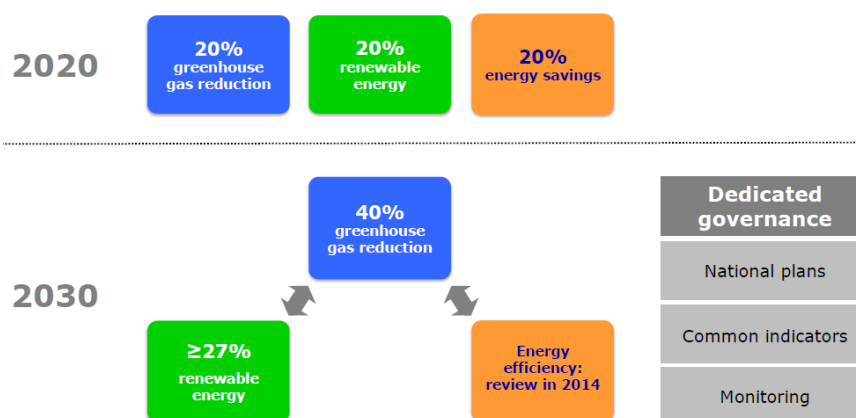 2020
20%
greenhouse
gas reduction
20%
renewable
energy
20%
energy savings
2030
40%
greenhouse
gas reduction
≥27%
renewable
energy
Energy
efficiency:
review in 2014
Dedicated
governance
National plans
Common indicators
Monitoring